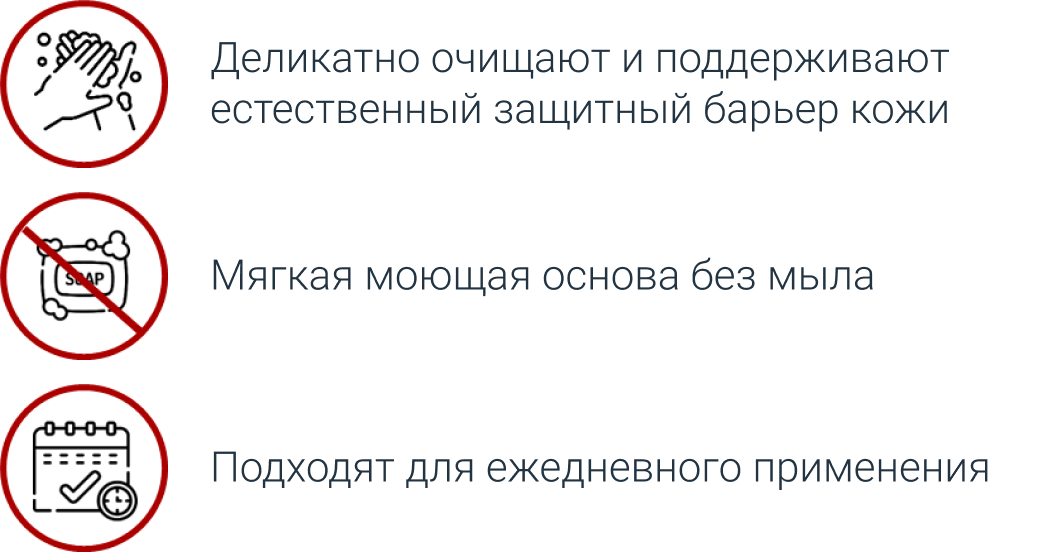 Деликатно очищают и поддерживают
естественный защитный барьер кожи
SOAP
Мягкая моющая основа без мыла
Подходят для ежедневного применения